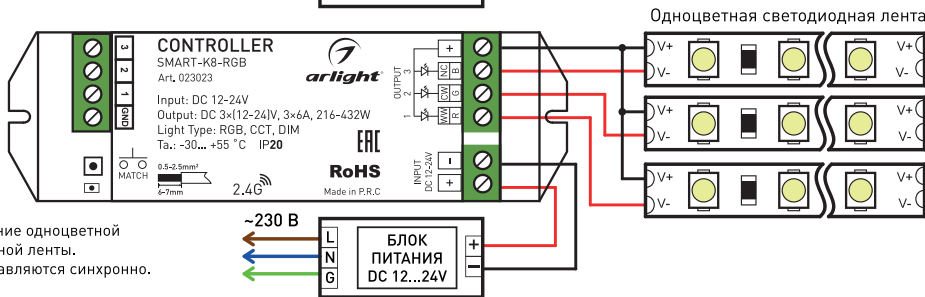 Одноцветная светодиодная лента
3
2
1
GND
CONTROLLER
SMART-K8-RGB
Art. 023023
Input: DC 12-24V
Output: DC 3×(12-24)V, 3×6A, 216-432W
Light Type: RGB, CCT, DIM
Ta.: -30... +55 ˚C IP20
MATCH
0.5-2.5mm²
6-7mm
2.4G
arlight
EAC
RoHS
Made in P.R.C
OUTPUT
3
2
1
+
NC B
CW G
WW R
INPUT
DC 12-24V
-
+
V+
V-
V+
V-
V+
V-
V+
V-
V+
V-
V+
V-
ние одноцветной
ной ленты.
авляются синхронно.
~230 В
L
N
G
БЛОК
ПИТАНИЯ
DC 12...24V
+
−